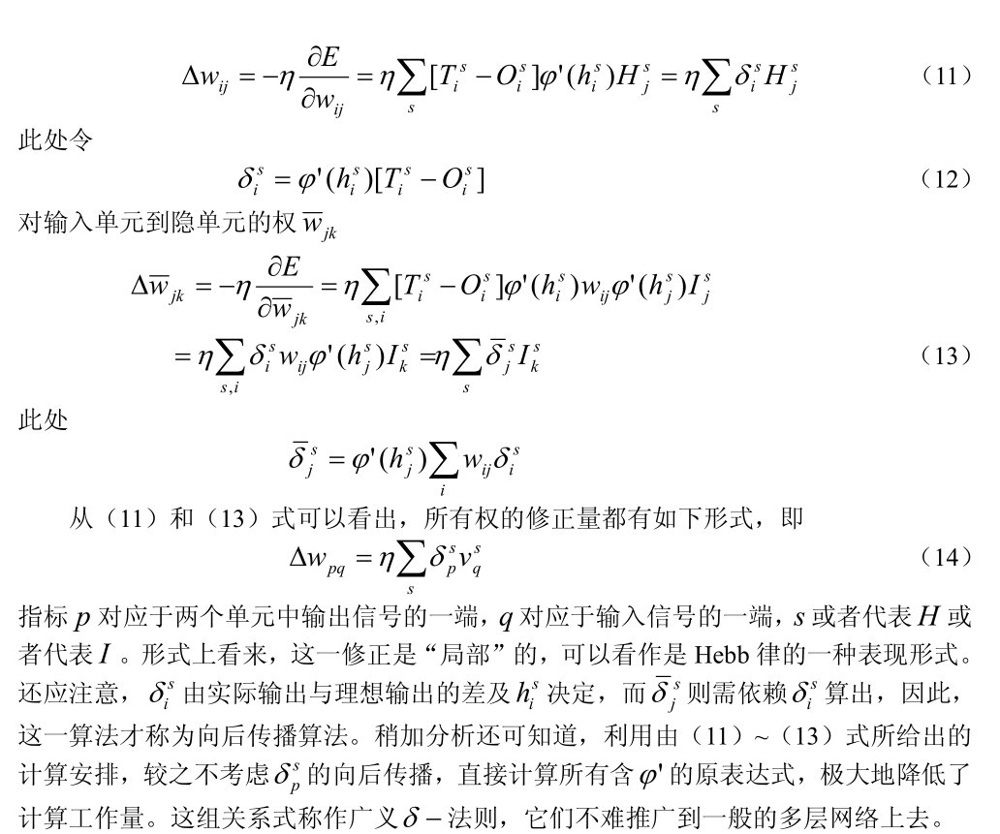 $\Delta w_{ij} = -\eta \frac{\partial E}{\partial w_{ij}} = \eta \sum_{s} [T_i^s - O_i^s] \varphi'(h_i^s) H_j^s = \eta \sum_{s} \delta_i^s H_j^s$ （11）
此处令
$\delta_i^s = \varphi'(h_i^s)[T_i^s - O_i^s]$ （12）
对输入单元到隐单元的权 $\overline{w}_{jk}$
$\Delta \overline{w}_{jk} = -\eta \frac{\partial E}{\partial \overline{w}_{jk}} = \eta \sum_{s,i} [T_i^s - O_i^s] \varphi'(h_i^s) w_{ij} \varphi'(h_j^s) I_j^s$
$= \eta \sum_{s,i} \delta_i^s w_{ij} \varphi'(h_j^s) I_k^s = \eta \sum_{s} \overline{\delta}_j^s I_k^s$ （13）
此处
$\overline{\delta}_j^s = \varphi'(h_j^s) \sum_{i} w_{ij} \delta_i^s$
从（11）和（13）式可以看出，所有权的修正量都有如下形式，即
$\Delta w_{pq} = \eta \sum_{s} \delta_p^s v_q^s$ （14）
指标 $p$ 对应于两个单元中输出信号的一端，$q$ 对应于输入信号的一端，$s$ 或者代表 $H$ 或
者代表 $I$ 。形式上看来，这一修正是“局部”的，可以看作是 Hebb 律的一种表现形式。
还应注意，$\delta_i^s$ 由实际输出与理想输出的差及 $h_i^s$ 决定，而 $\overline{\delta}_j^s$ 则需依赖 $\delta_i^s$ 算出，因此，
这一算法才称为向后传播算法。稍加分析还可知道，利用由（11）~（13）式所给出的
计算安排，较之不考虑 $\delta_p^s$ 的向后传播，直接计算所有含 $\varphi'$ 的原表达式，极大地降低了
计算工作量。这组关系式称作广义 $\delta -$ 法则，它们不难推广到一般的多层网络上去。